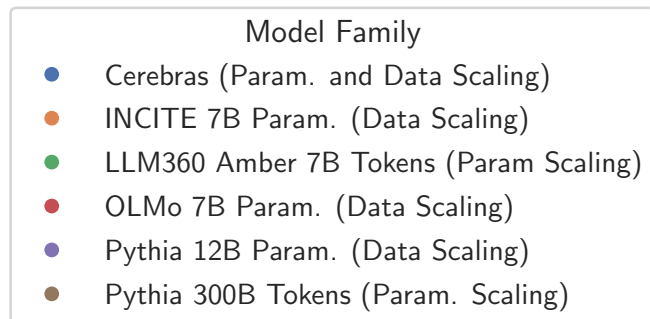 Model Family
Cerebras (Param. and Data Scaling)
INCITE 7B Param. (Data Scaling)
LLM360 Amber 7B Tokens (Param Scaling)
OLMo 7B Param. (Data Scaling)
Pythia 12B Param. (Data Scaling)
Pythia 300B Tokens (Param. Scaling)